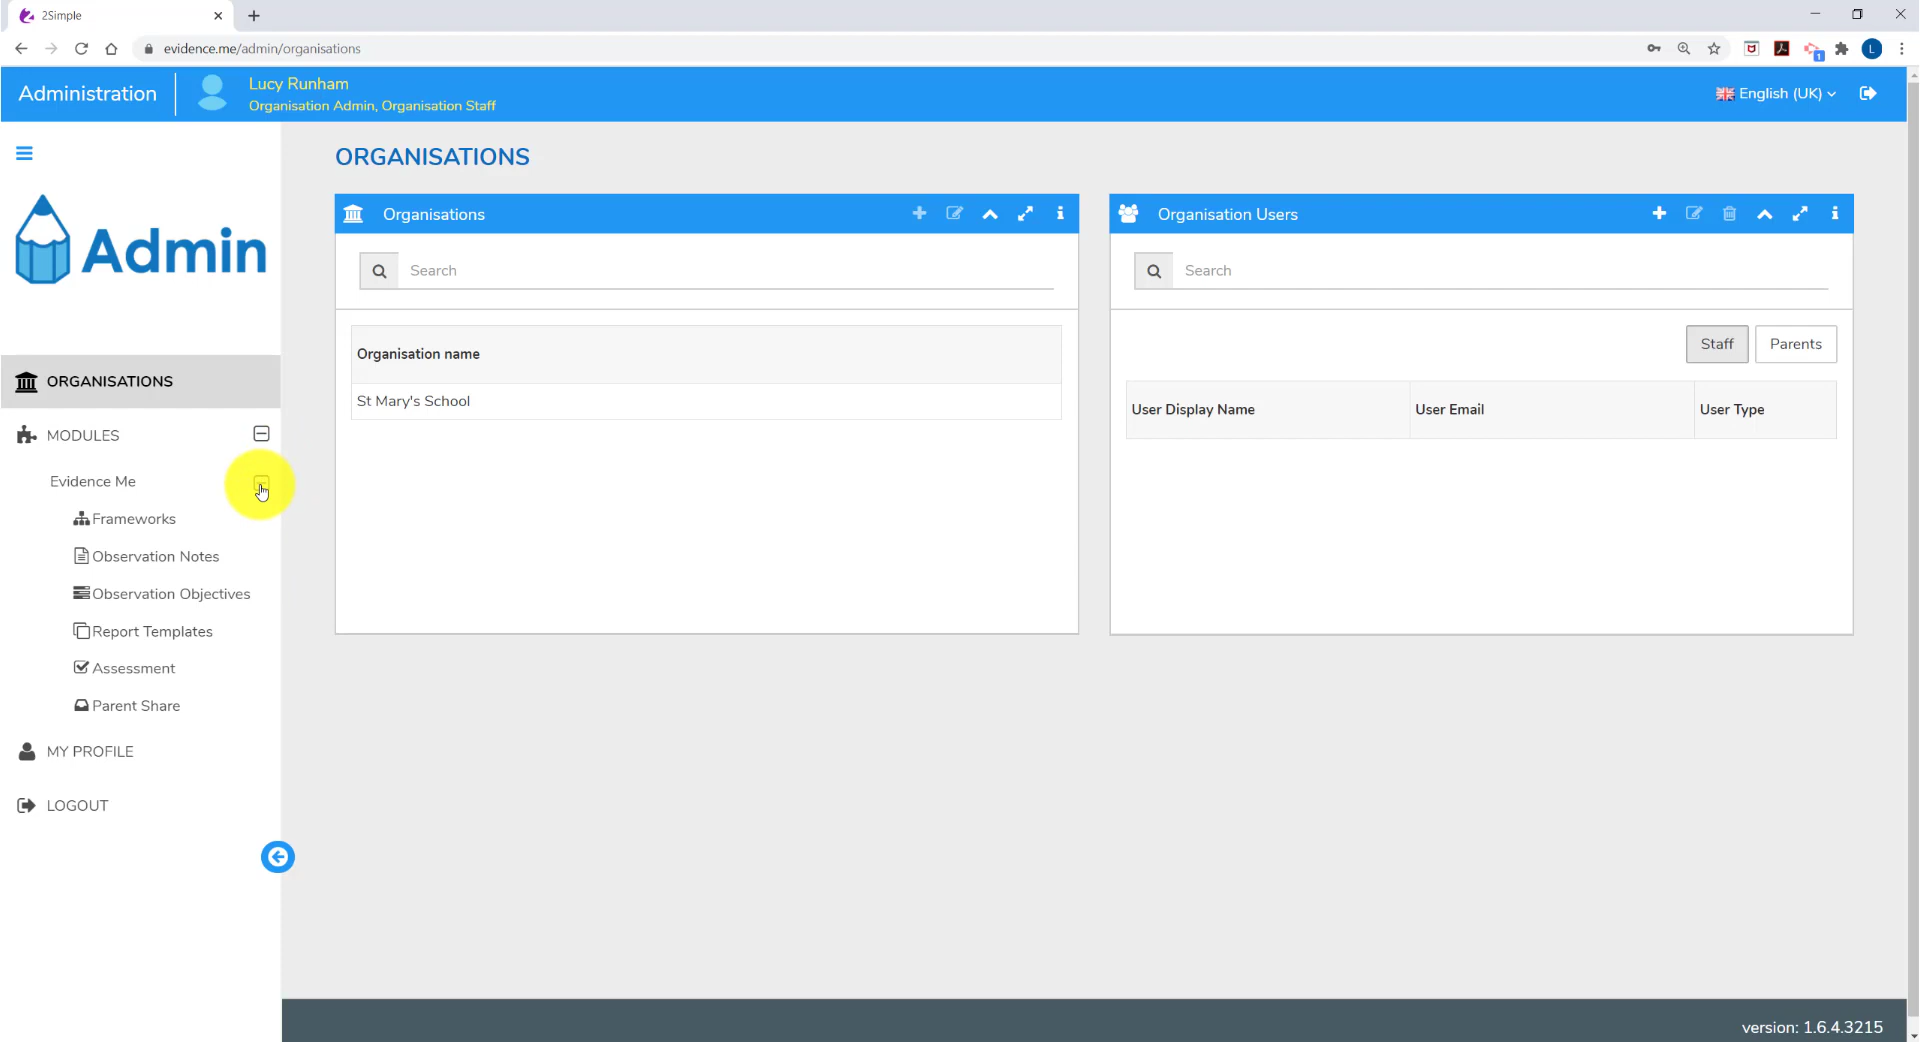 2Simple
evidence.me/admin/organisations
1
L
Administration
Lucy Runham
Organisation Admin, Organisation Staff
English (UK)
Admin
ORGANISATIONS
MODULES
Evidence Me
Frameworks
Observation Notes
Observation Objectives
Report Templates
Assessment
Parent Share
MY PROFILE
LOGOUT
ORGANISATIONS
Organisations
Search
Organisation name
St Mary's School
Organisation Users
Search
Staff Parents
User Display Name User Email User Type
version: 1.6.4.3215